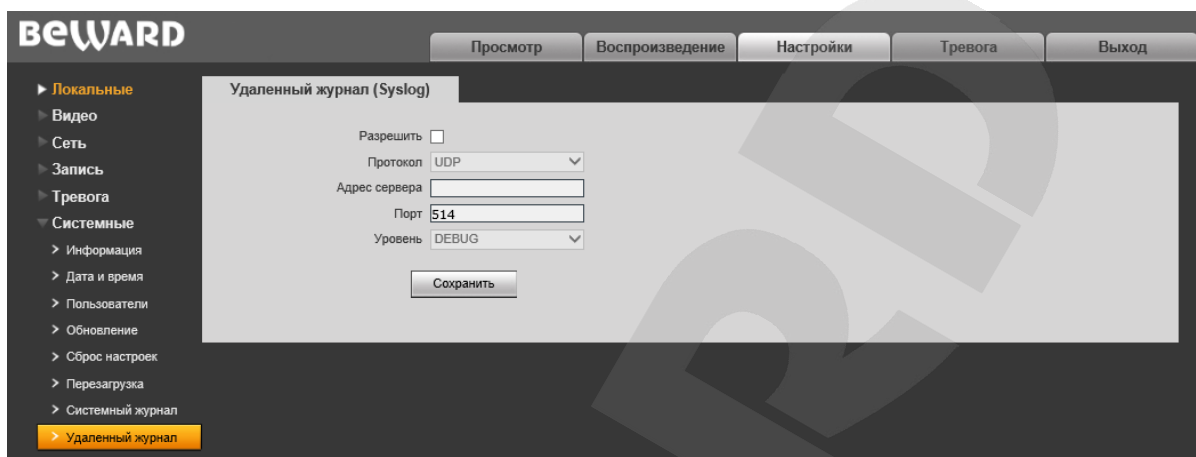 BEWARD
Просмотр Воспроизведение Настройки Тревога Выход
Локальные
Видео
Сеть
Запись
Тревога
Системные
Информация
Дата и время
Пользователи
Обновление
Сброс настроек
Перезагрузка
Системный журнал
Удаленный журнал
Удаленный журнал (Syslog)
Разрешить
Протокол UDP
Адрес сервера
Порт 514
Уровень DEBUG
Сохранить